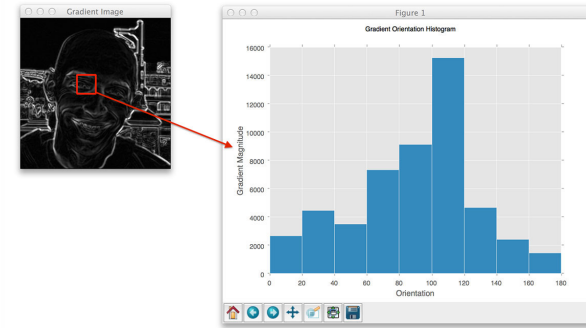 Gradient Image
Figure 1
Gradient Orientation Histogram
16000
14000
12000
10000
8000
6000
4000
2000
0
Gradient Magnitude
0 20 40 60 80 100 120 140 160 180
Orientation